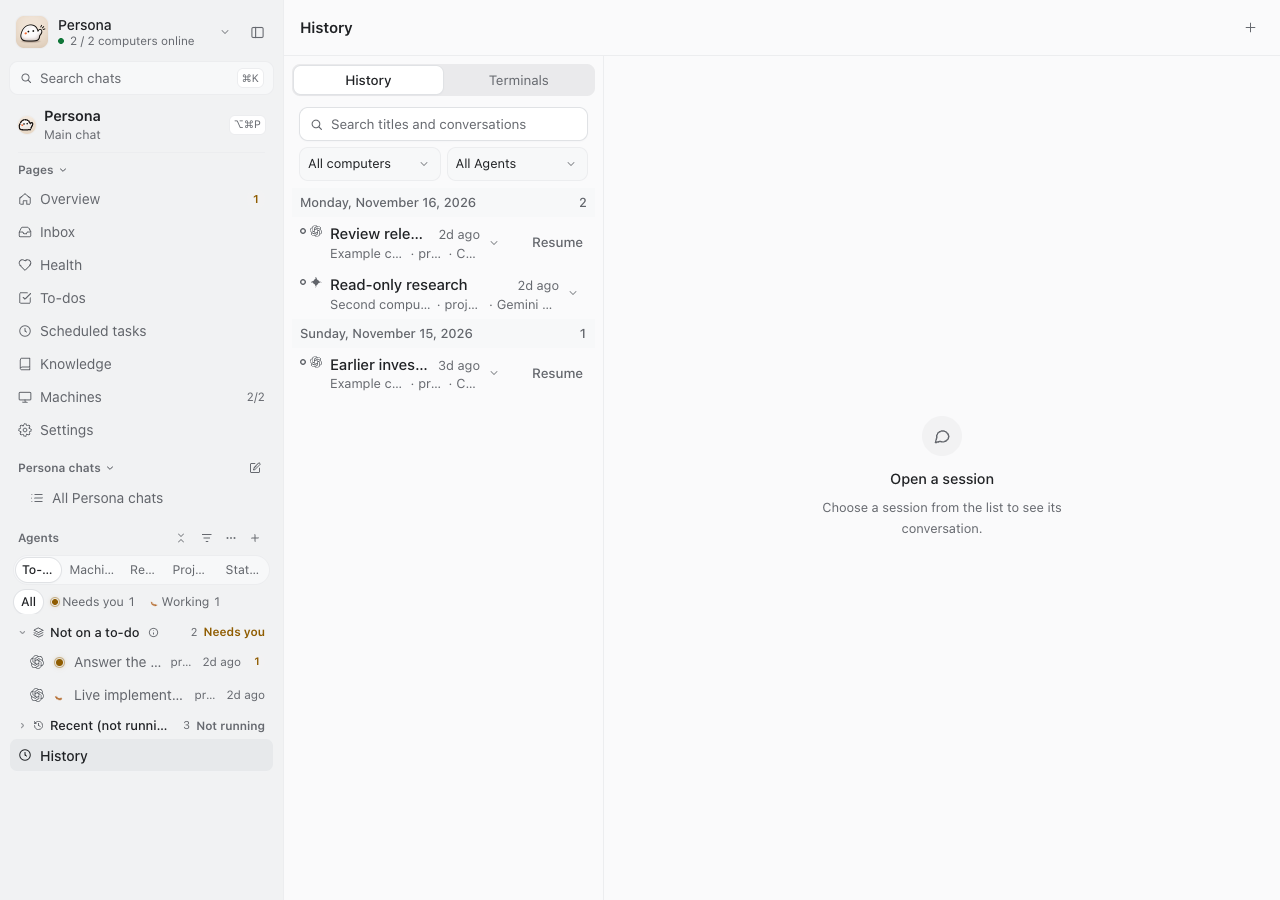 Persona
2 / 2 computers online
Search chats ⌘K
Persona
Main chat
⌥⌘P
Pages
Overview 1
Inbox
Health
To-dos
Scheduled tasks
Knowledge
Machines 2/2
Settings
Persona chats
All Persona chats
Agents
To-... Machi... Re... Proj... Stat...
All Needs you 1 Working 1
Not on a to-do 2 Needs you
Answer the ... pr... 2d ago 1
Live implement... pr... 2d ago
Recent (not runni... 3 Not running
History
History
History Terminals
Search titles and conversations
All computers All Agents
Monday, November 16, 2026 2
Review rele... 2d ago
Example c... · pr... · C...
Resume
Read-only research 2d ago
Second compu... · proj... · Gemini ...
Sunday, November 15, 2026 1
Earlier inves... 3d ago
Example c... · pr... · C...
Resume
Open a session
Choose a session from the list to see its
conversation.